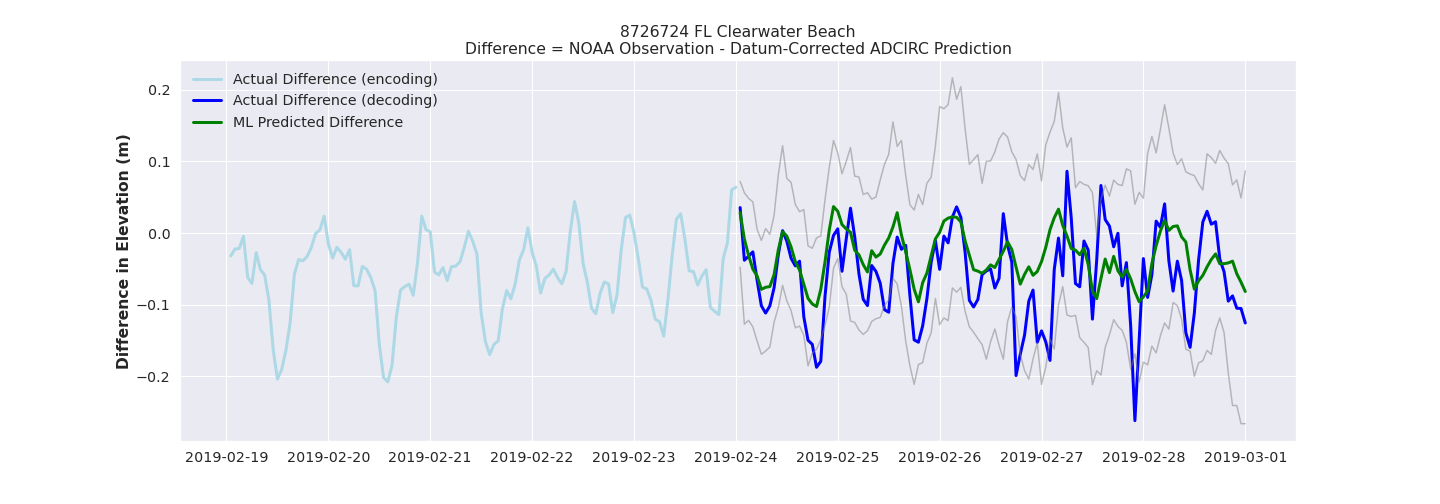 8726724 FL Clearwater Beach
Difference = NOAA Observation - Datum-Corrected ADCIRC Prediction
Actual Difference (encoding)
Actual Difference (decoding)
ML Predicted Difference
Difference in Elevation (m)
0.2
0.1
0.0
−0.1
−0.2
2019-02-19 2019-02-20 2019-02-21 2019-02-22 2019-02-23 2019-02-24 2019-02-25 2019-02-26 2019-02-27 2019-02-28 2019-03-01